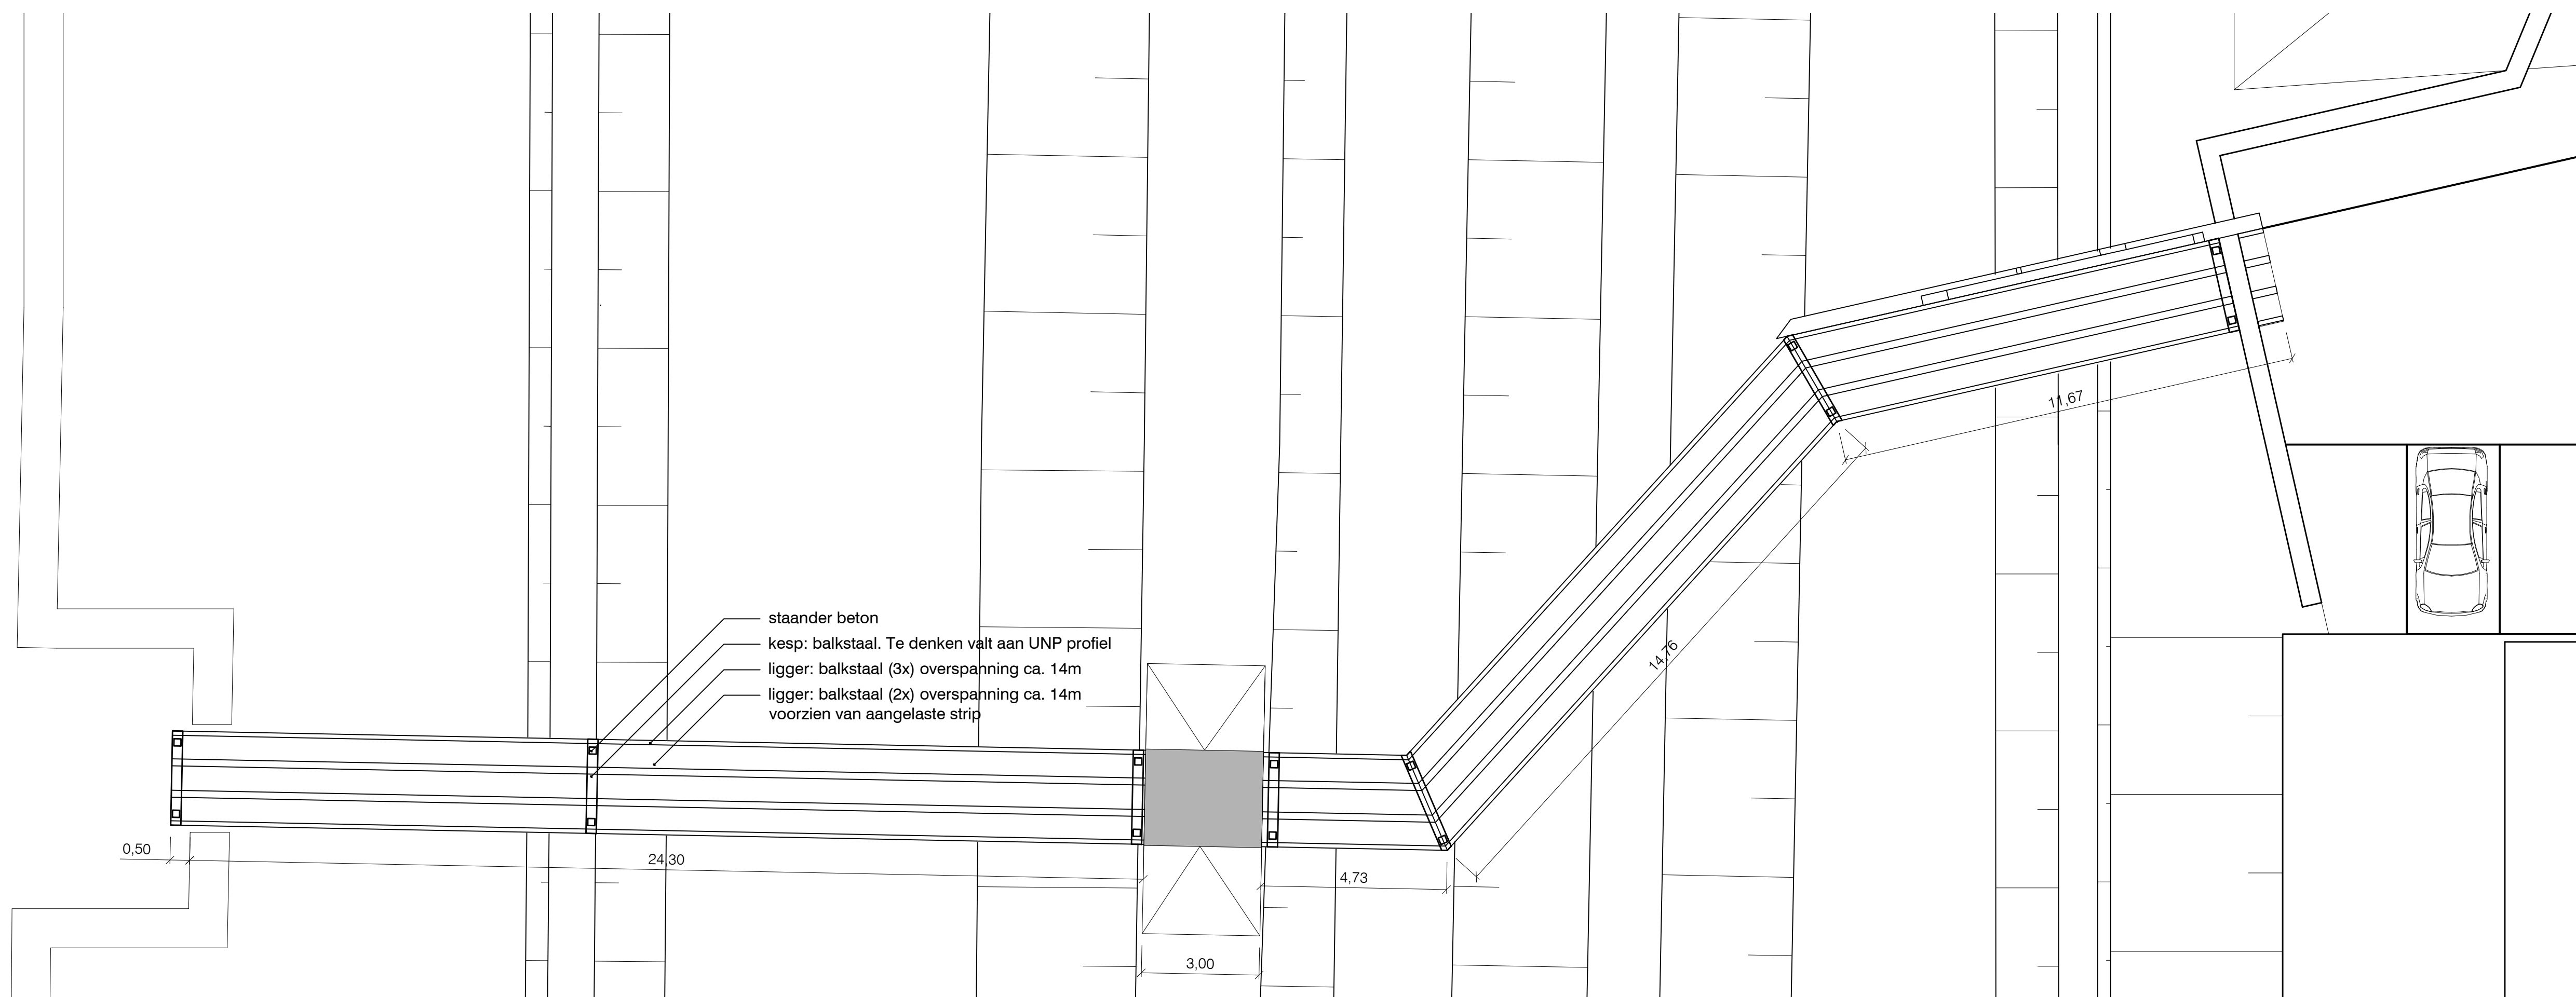 11,67
staander beton
kesp: balkstaal. Te denken valt aan UNP profiel
ligger: balkstaal (3x) overspanning ca. 14m
ligger: balkstaal (2x) overspanning ca. 14m
voorzien van aangelaste strip
14,76
0,50
24,30
4,73
3,00